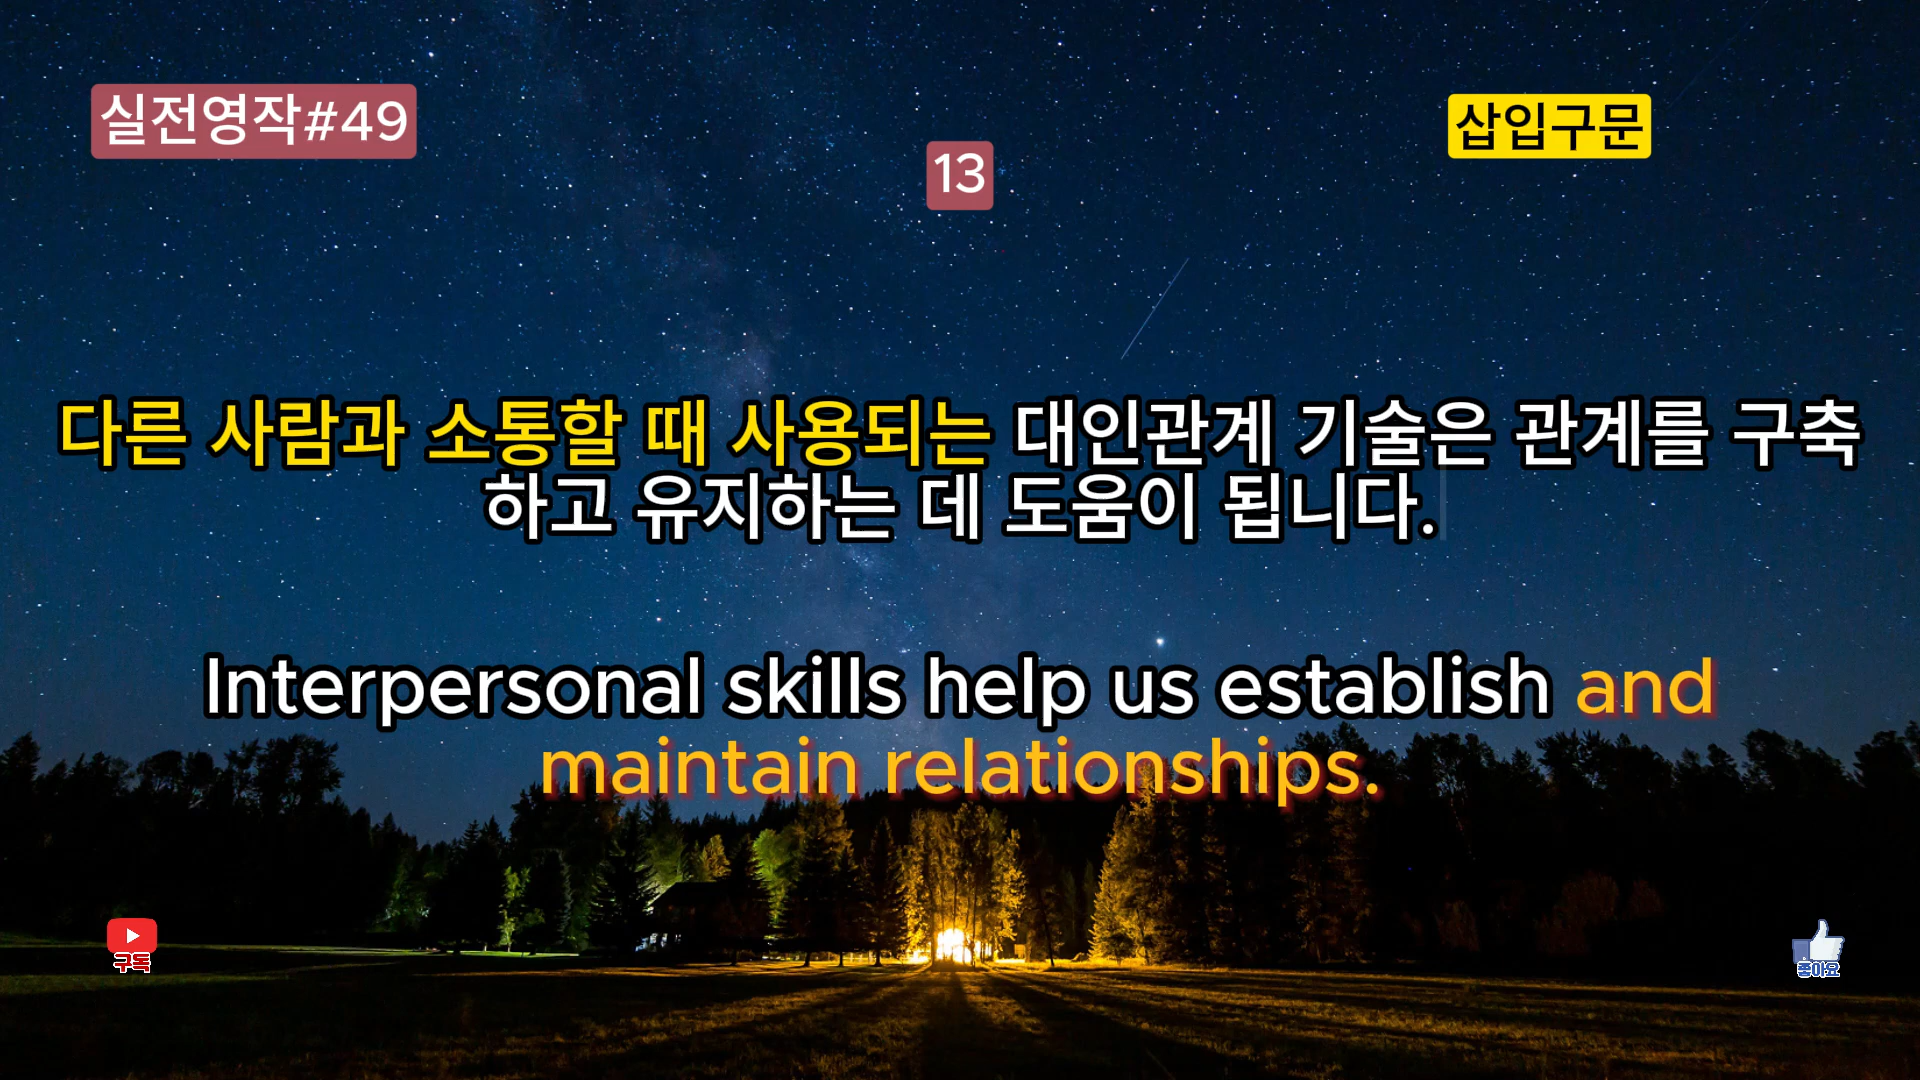 실전영작#49
삽입구문
13
다른 사람과 소통할 때 사용되는 대인관계 기술은 관계를 구축
하고 유지하는 데 도움이 됩니다.
Interpersonal skills help us establish and
maintain relationships.
구독
좋아요